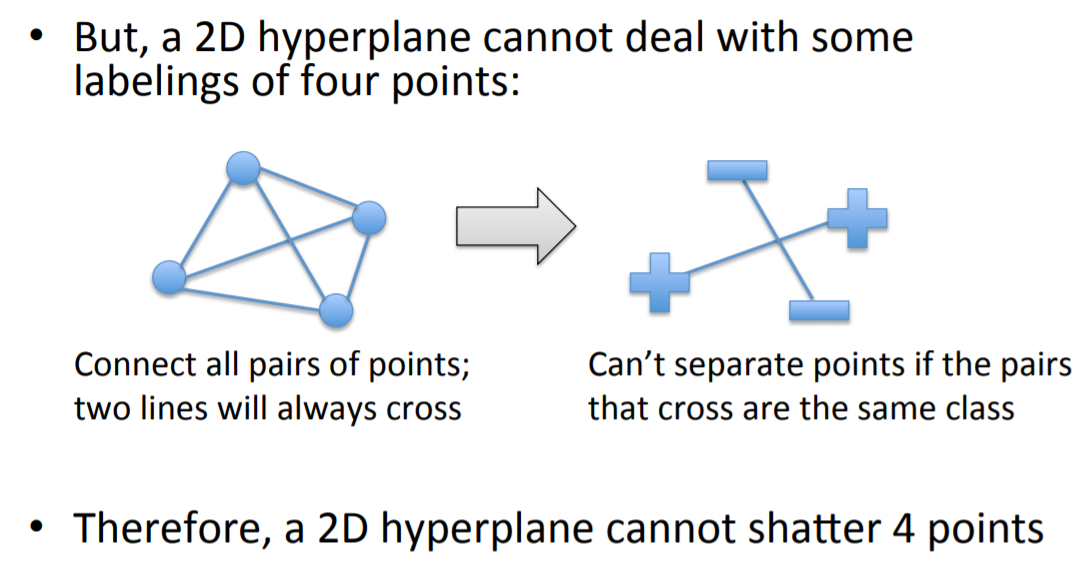 • But, a 2D hyperplane cannot deal with some
labelings of four points:
Connect all pairs of points;
two lines will always cross
Can’t separate points if the pairs
that cross are the same class
• Therefore, a 2D hyperplane cannot shatter 4 points